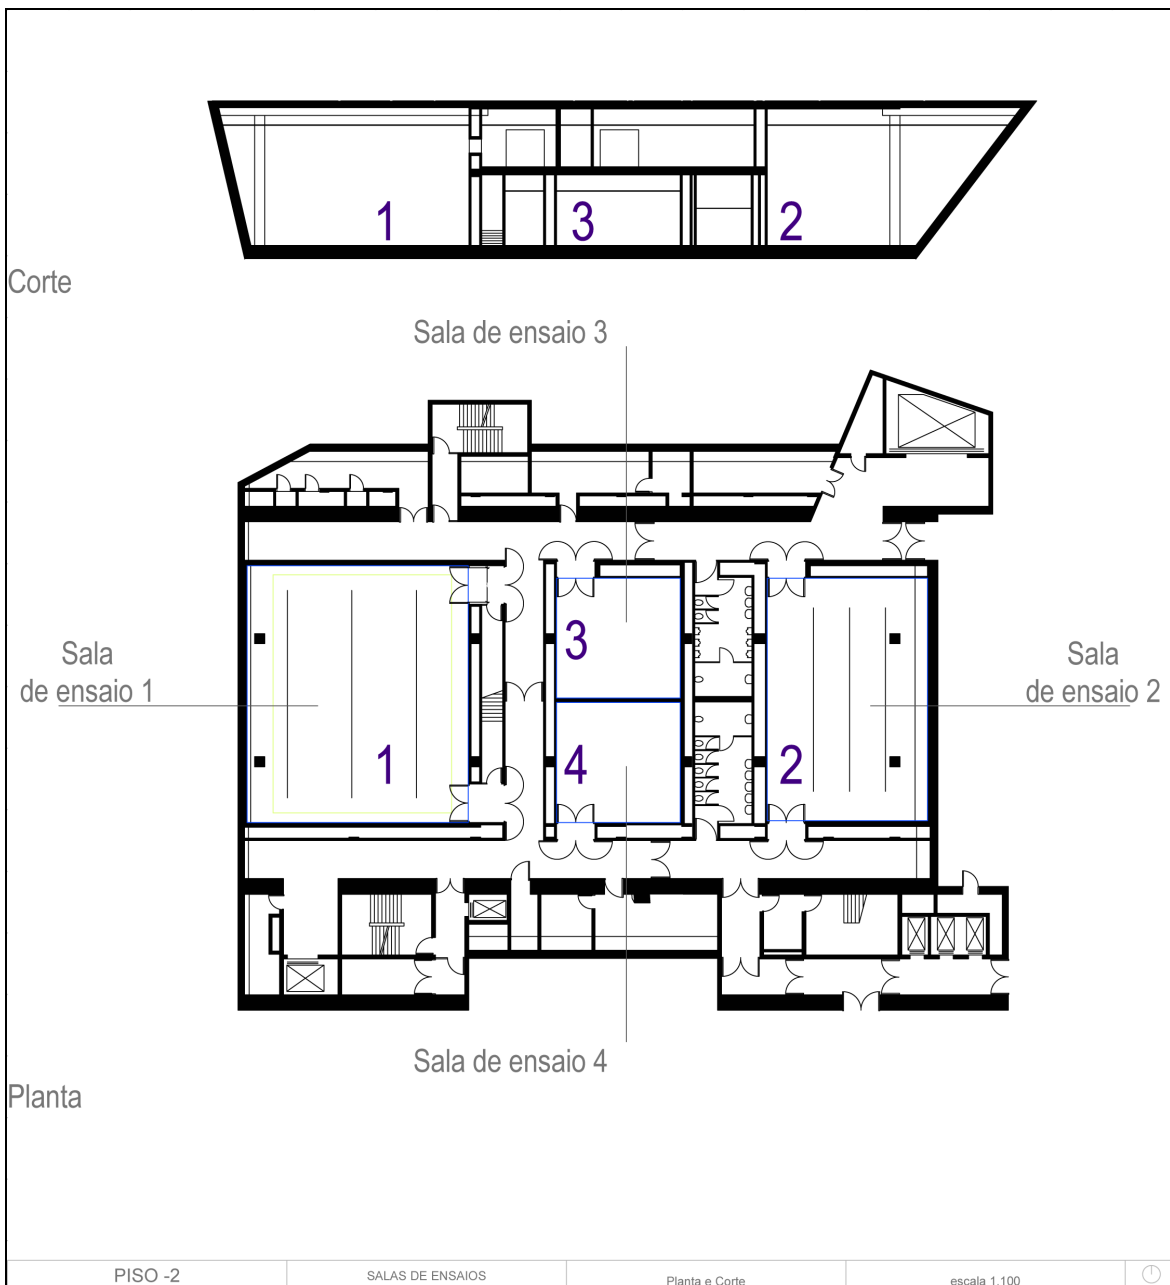 1
3
2
Corte
Sala de ensaio 3
3
Sala
de ensaio 1
Sala
de ensaio 2
1
4
2
Sala de ensaio 4
Planta
PISO -2
SALAS DE ENSAIOS
Planta e Corte
escala 1.100